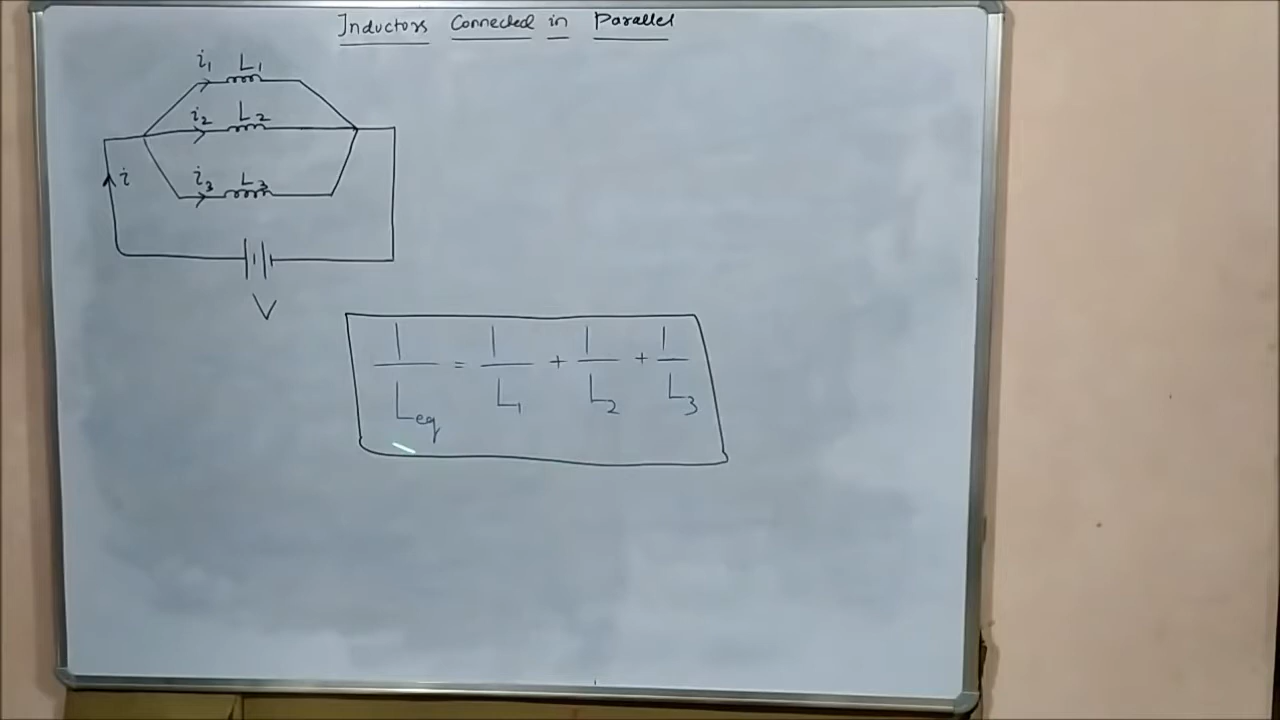 Inductors Connected in Parallel
i₁ L₁
i₂ L₂
i₃ L₃
i
V
1/Leq = 1/L₁ + 1/L₂ + 1/L₃